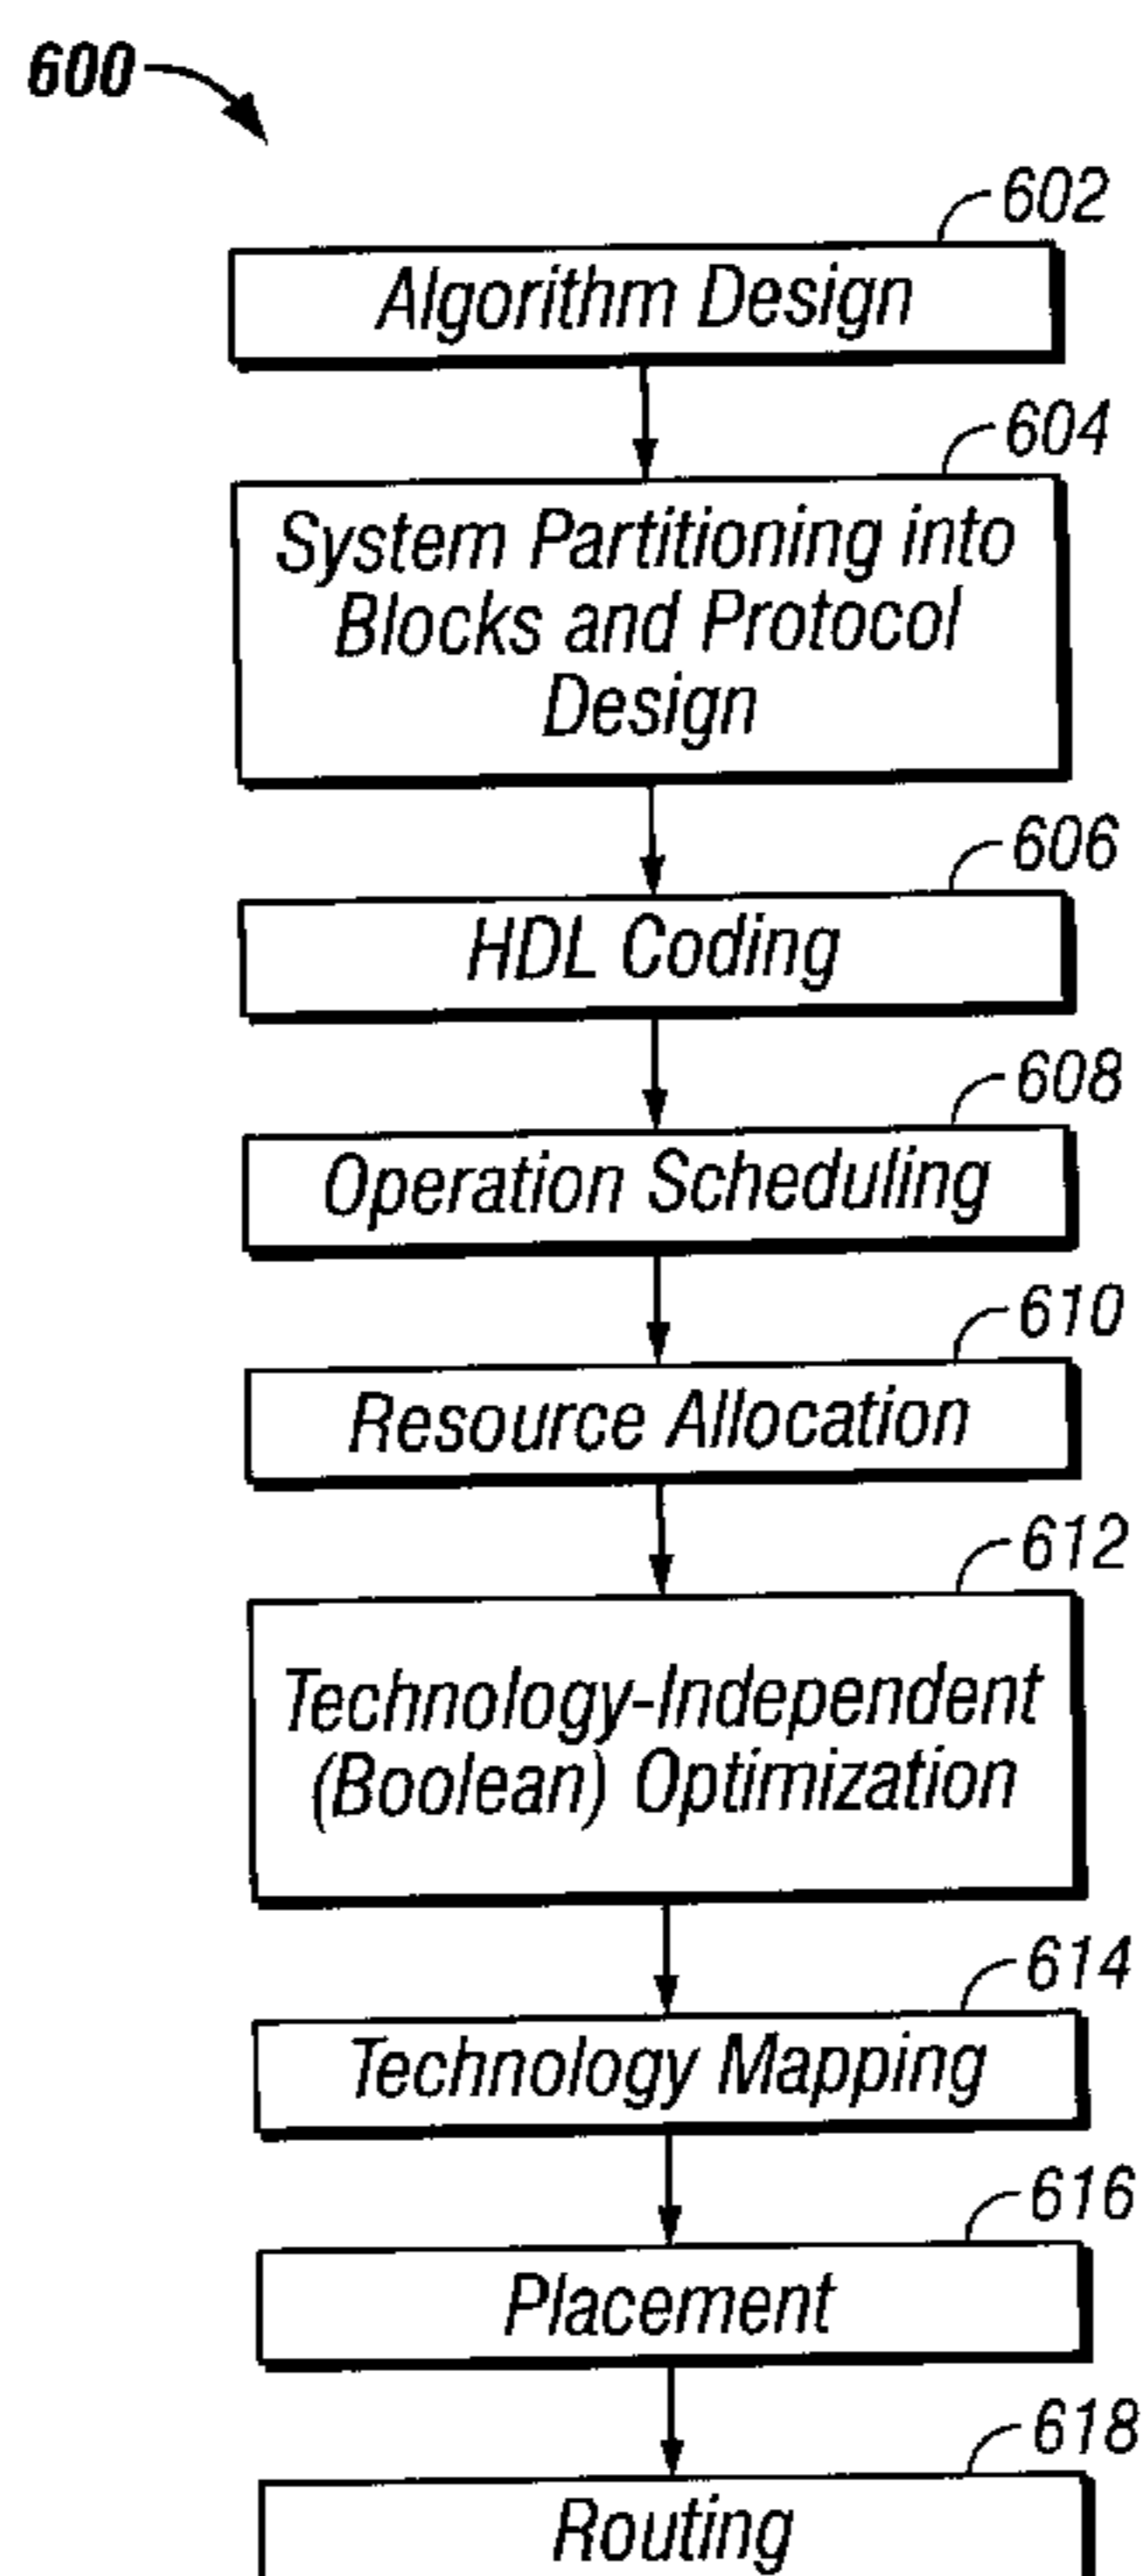 600
602
Algorithm Design
604
System Partitioning into
Blocks and Protocol
Design
606
HDL Coding
608
Operation Scheduling
610
Resource Allocation
612
Technology-Independent
(Boolean) Optimization
614
Technology Mapping
616
Placement
618
Routing